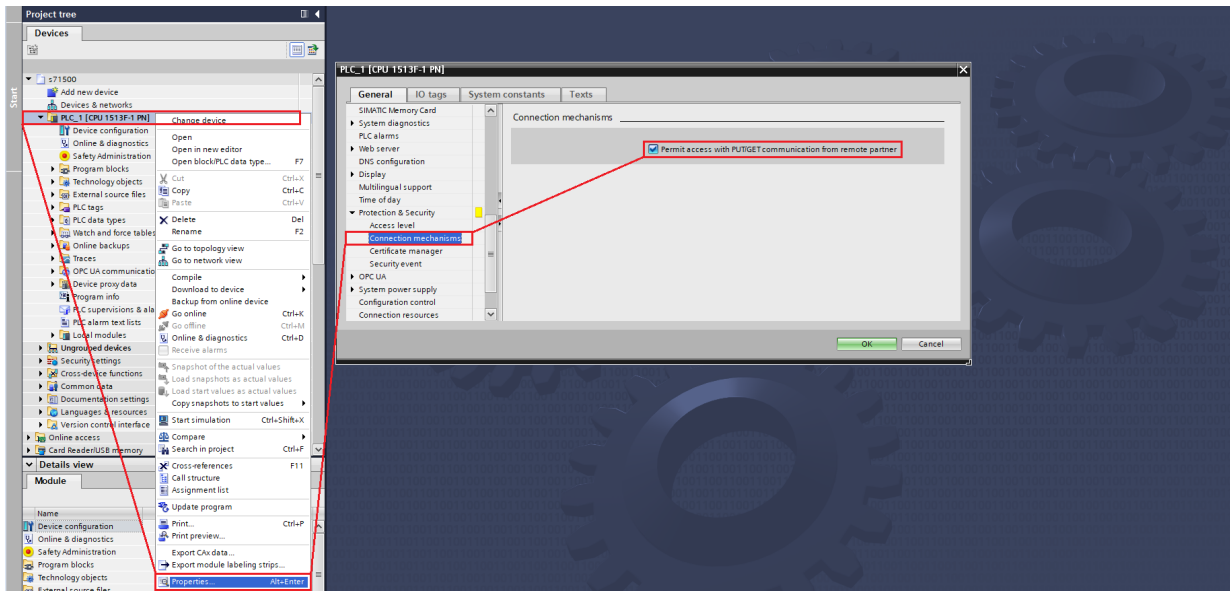 Project tree
Devices
Start
s71500
Add new device
Devices & networks
PLC_1 [CPU 1513F-1 PN]
Device configuration
Online & diagnostics
Safety Administration
Program blocks
Technology objects
External source files
PLC tags
PLC data types
Watch and force tables
Online backups
Traces
OPC UA communicatio
Device proxy data
Program info
PLC supervisions & ala
PLC alarm text lists
Local modules
Ungrouped devices
Security settings
Cross-device functions
Common data
Documentation settings
Languages & resources
Version control interface
Online access
Card Reader/USB memory
Details view
Module
Name
Device configuration
Online & diagnostics
Safety Administration
Program blocks
Technology objects
External source files
Change device
Open
Open in new editor
Open block/PLC data type... F7
Cut Ctrl+X
Copy Ctrl+C
Paste Ctrl+V
Delete Del
Rename F2
Go to topology view
Go to network view
Compile
Download to device
Backup from online device
Go online Ctrl+K
Go offline Ctrl+M
Online & diagnostics Ctrl+D
Receive alarms
Snapshot of the actual values
Load snapshots as actual values
Load start values as actual values
Copy snapshots to start values
Start simulation Ctrl+Shift+X
Compare
Search in project Ctrl+F
Cross-references F11
Call structure
Assignment list
Update program
Print... Ctrl+P
Print preview...
Export CAx data...
Export module labeling strips...
Properties... Alt+Enter
PLC_1 [CPU 1513F-1 PN]
General IO tags System constants Texts
SIMATIC Memory Card
System diagnostics
PLC alarms
Web server
DNS configuration
Display
Multilingual support
Time of day
Protection & Security
Access level
Connection mechanisms
Certificate manager
Security event
OPC UA
System power supply
Configuration control
Connection resources
Connection mechanisms
Permit access with PUT/GET communication from remote partner
OK Cancel